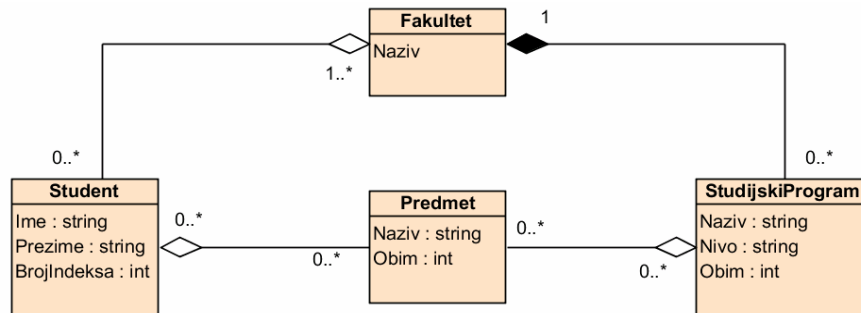 Fakultet
1
Naziv
1..*
0..*
0..*
Student
Ime : string
Prezime : string
BrojIndeksa : int
0..*
0..*
Predmet
Naziv : string
Obim : int
0..*
0..*
StudijskiProgram
Naziv : string
Nivo : string
Obim : int